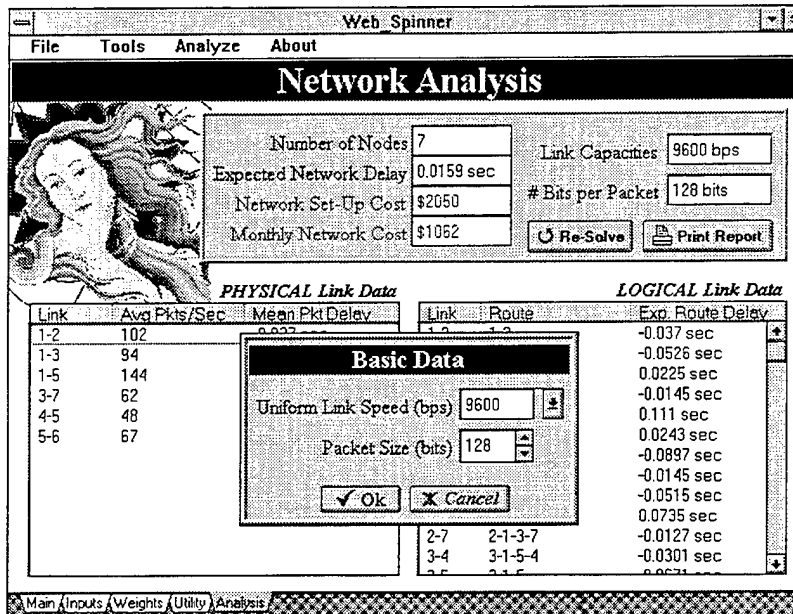 Web_Spinner
File Tools Analyze About
Network Analysis
Number of Nodes 7
Expected Network Delay 0.0159 sec
Network Set-Up Cost $2050
Monthly Network Cost $1062
Link Capacities 9600 bps
# Bits per Packet 128 bits
Re-Solve Print Report
PHYSICAL Link Data
Link Avg Pkts/Sec Mean Pkt Delay
1-2 102
1-3 94
1-5 144
3-7 62
4-5 48
5-6 67
LOGICAL Link Data
Link Route Exp. Route Delay
-0.037 sec
-0.0526 sec
0.0225 sec
-0.0145 sec
0.111 sec
0.0243 sec
-0.0897 sec
-0.0145 sec
-0.0515 sec
0.0735 sec
2-7 2-1-3-7 -0.0127 sec
3-4 3-1-5-4 -0.0301 sec
Basic Data
Uniform Link Speed (bps) 9600
Packet Size (bits) 128
Ok Cancel
Main Inputs Weights Utility Analysis